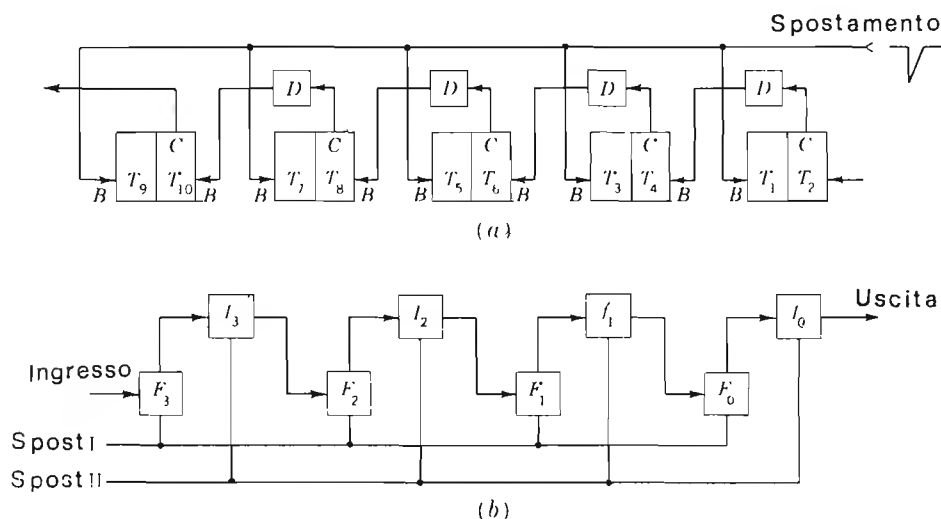 Spostamento
D D D D
C C C C C
T9 T10 T7 T8 T5 T6 T3 T4 T1 T2
B B B B B B B B B
(a)
I3 I2 I1 I0 Uscita
Ingresso
F3 F2 F1 F0
Spost I
Spost II
(b)